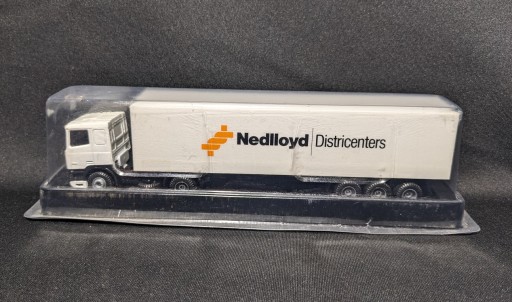 Nedlloyd | Districenters